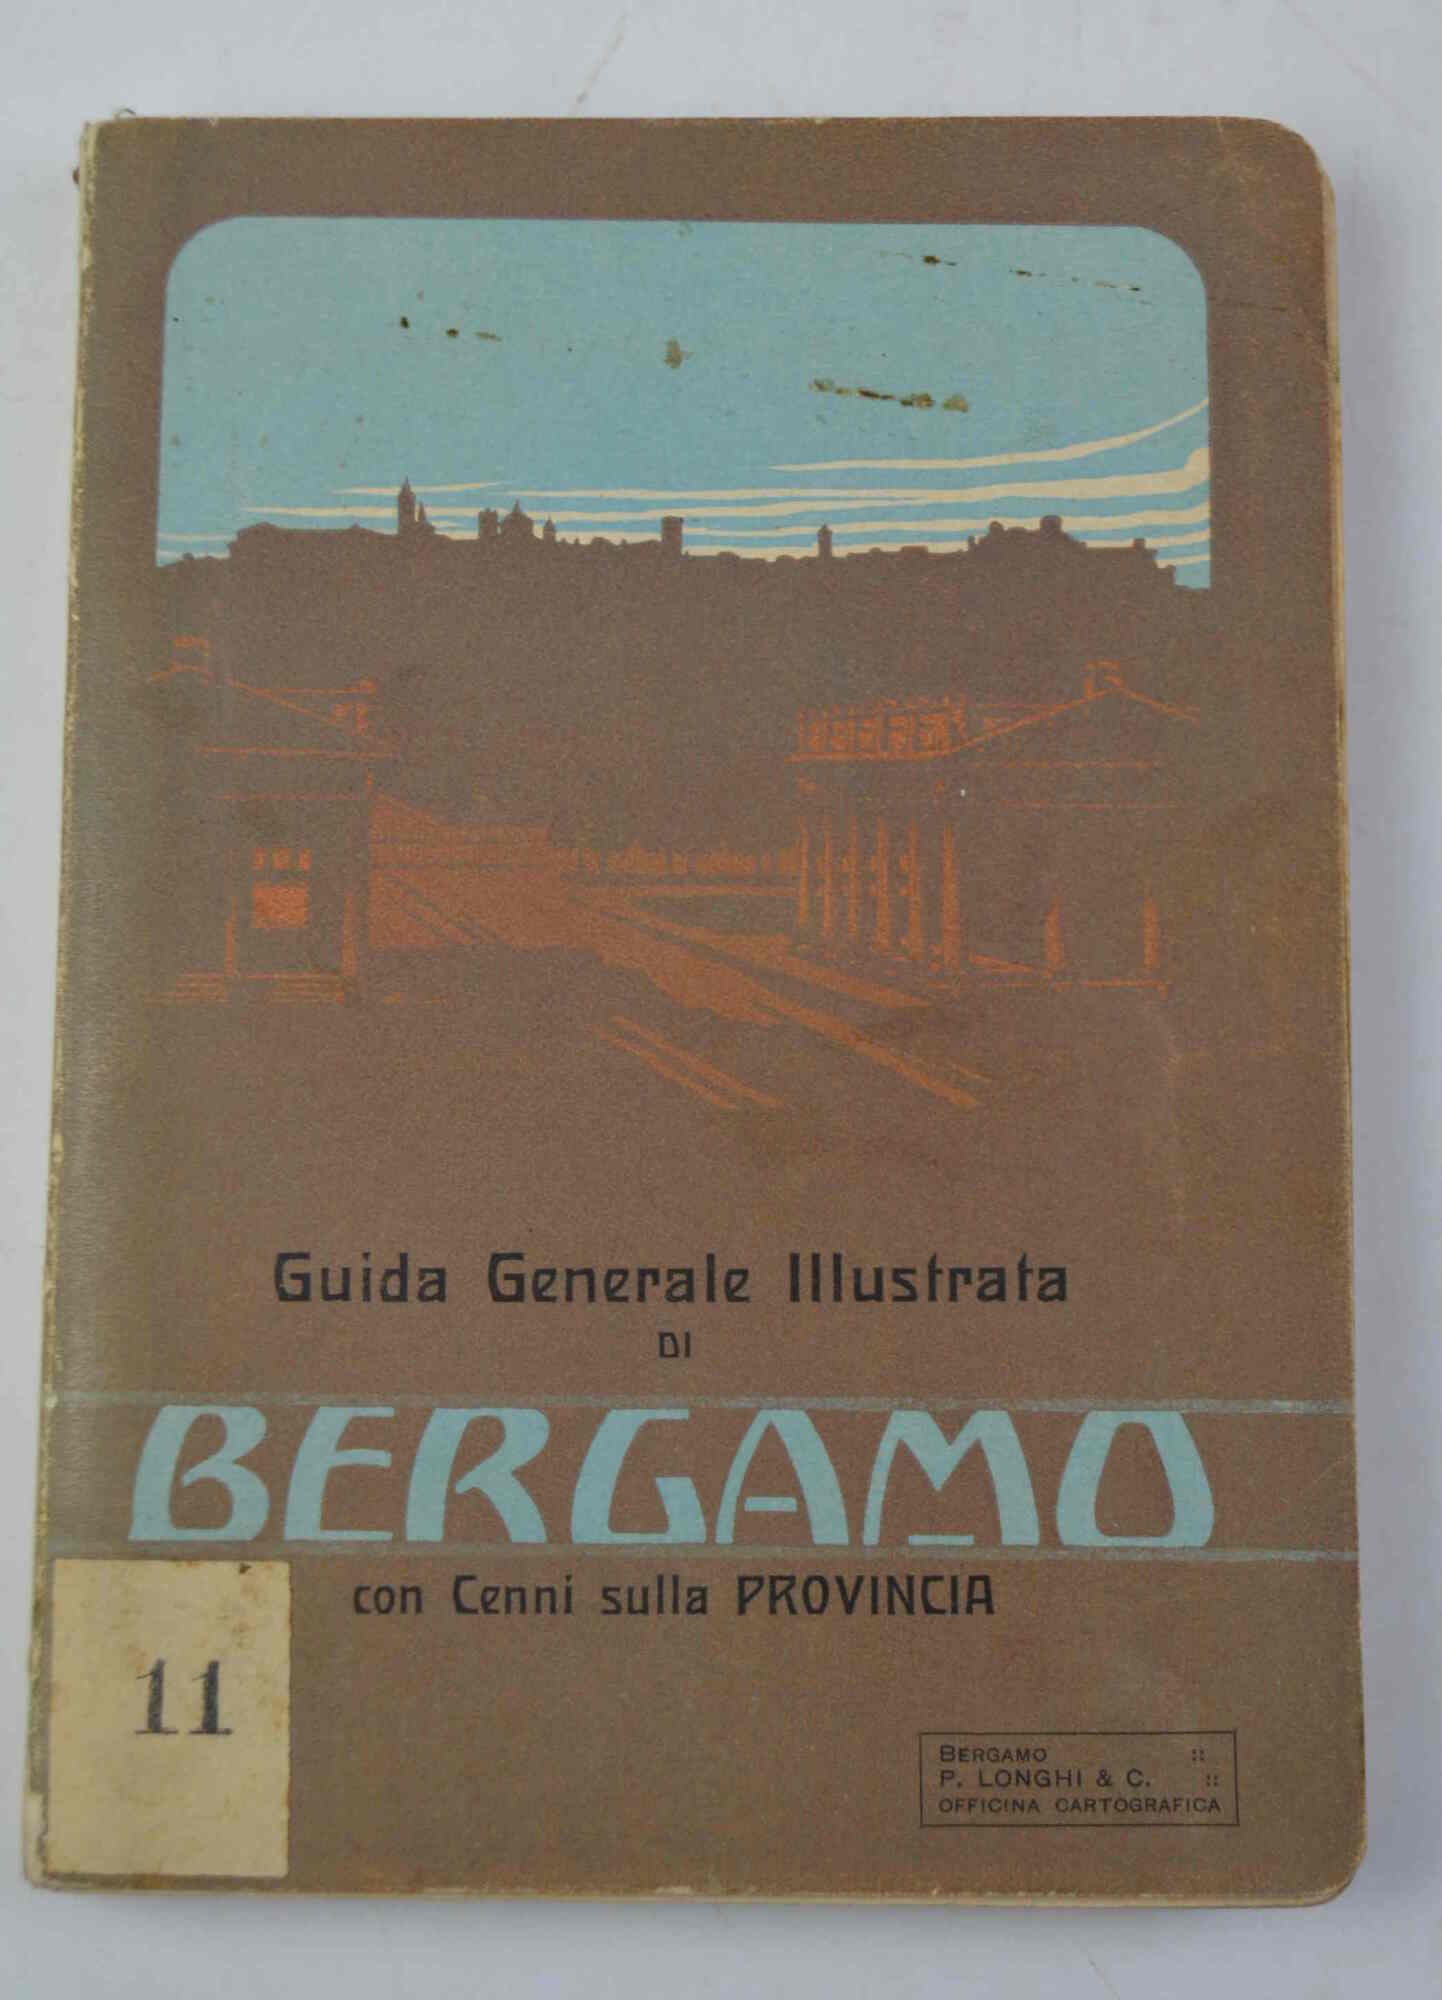 Guida Generale Illustrata
DI
BERGAMO
con Cenni sulla PROVINCIA
11
BERGAMO ::
P. LONGHI & C. ::
OFFICINA CARTOGRAFICA